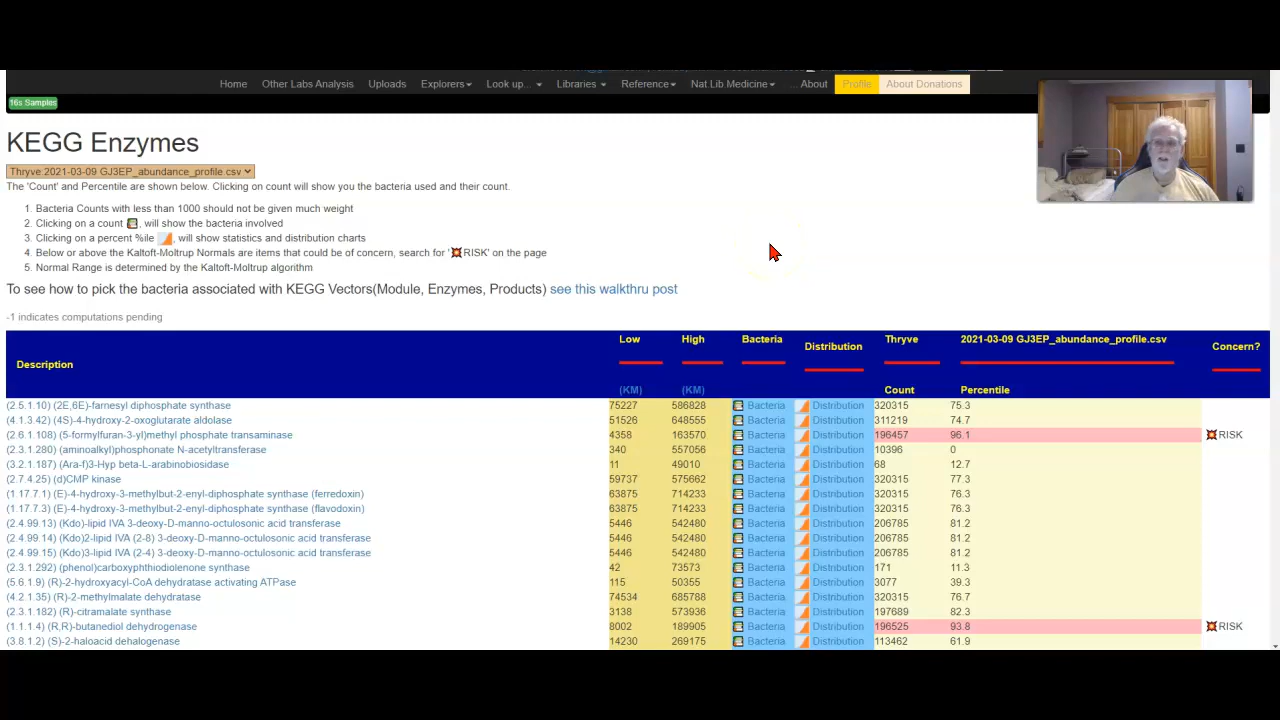 Home Other Labs Analysis Uploads Explorers Look up... Libraries Reference Nat.Lib.Medicine ... About Profile About Donations
16s Samples
KEGG Enzymes
Thryve:2021-03-09 GJ3EP_abundance_profile.csv
The 'Count' and Percentile are shown below. Clicking on count will show you the bacteria used and their count.
1. Bacteria Counts with less than 1000 should not be given much weight
2. Clicking on a count , will show the bacteria involved
3. Clicking on a percent %ile , will show statistics and distribution charts
4. Below or above the Kaltoft-Moltrup Normals are items that could be of concern, search for '💥RISK' on the page
5. Normal Range is determined by the Kaltoft-Moltrup algorithm
To see how to pick the bacteria associated with KEGG Vectors(Module, Enzymes, Products) see this walkthru post
-1 indicates computations pending
Description Low (KM) High (KM) Bacteria Distribution Thryve Count 2021-03-09 GJ3EP_abundance_profile.csv Percentile Concern?
(2.5.1.10) (2E,6E)-farnesyl diphosphate synthase 75227 586828 Bacteria Distribution 320315 75.3
(4.1.3.42) (4S)-4-hydroxy-2-oxoglutarate aldolase 51526 648555 Bacteria Distribution 311219 74.7
(2.6.1.108) (5-formylfuran-3-yl)methyl phosphate transaminase 4358 163570 Bacteria Distribution 196457 96.1 💥RISK
(2.3.1.280) (aminoalkyl)phosphonate N-acetyltransferase 340 557056 Bacteria Distribution 10396 0
(3.2.1.187) (Ara-f)3-Hyp beta-L-arabinobiosidase 11 49010 Bacteria Distribution 68 12.7
(2.7.4.25) (d)CMP kinase 59737 575662 Bacteria Distribution 320315 77.3
(1.17.7.1) (E)-4-hydroxy-3-methylbut-2-enyl-diphosphate synthase (ferredoxin) 63875 714233 Bacteria Distribution 320315 76.3
(1.17.7.3) (E)-4-hydroxy-3-methylbut-2-enyl-diphosphate synthase (flavodoxin) 63875 714233 Bacteria Distribution 320315 76.3
(2.4.99.13) (Kdo)-lipid IVA 3-deoxy-D-manno-octulosonic acid transferase 5446 542480 Bacteria Distribution 206785 81.2
(2.4.99.14) (Kdo)2-lipid IVA (2-8) 3-deoxy-D-manno-octulosonic acid transferase 5446 542480 Bacteria Distribution 206785 81.2
(2.4.99.15) (Kdo)3-lipid IVA (2-4) 3-deoxy-D-manno-octulosonic acid transferase 5446 542480 Bacteria Distribution 206785 81.2
(2.3.1.292) (phenol)carboxyphthiodiolenone synthase 42 73573 Bacteria Distribution 171 11.3
(5.6.1.9) (R)-2-hydroxyacyl-CoA dehydratase activating ATPase 115 50355 Bacteria Distribution 3077 39.3
(4.2.1.35) (R)-2-methylmalate dehydratase 74534 685788 Bacteria Distribution 320315 76.7
(2.3.1.182) (R)-citramalate synthase 3138 573936 Bacteria Distribution 197689 82.3
(1.1.1.4) (R,R)-butanediol dehydrogenase 8002 189905 Bacteria Distribution 196525 93.8 💥RISK
(3.8.1.2) (S)-2-haloacid dehalogenase 14230 269175 Bacteria Distribution 113462 61.9